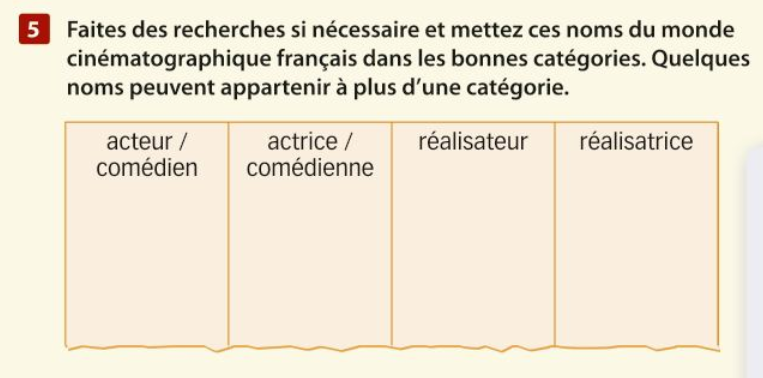 5 Faites des recherches si nécessaire et mettez ces noms du monde
cinématographique français dans les bonnes catégories. Quelques
noms peuvent appartenir à plus d’une catégorie.
acteur /
comédien
actrice /
comédienne
réalisateur
réalisatrice